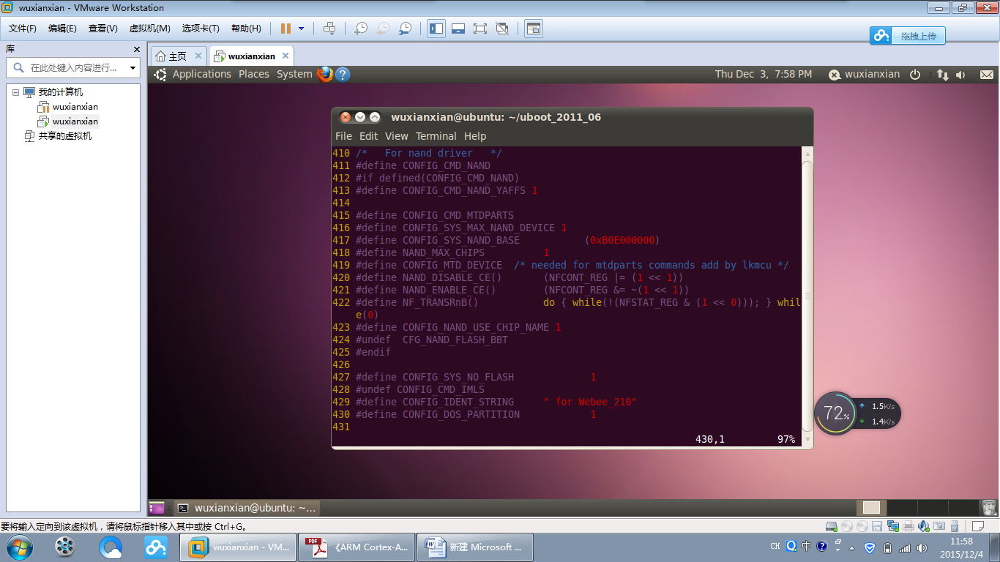 wuxianxian - VMware Workstation
文件(F) 编辑(E) 查看(V) 虚拟机(M) 选项卡(T) 帮助(H)
拖拽上传
库
在此处键入内容进行...
我的计算机
wuxianxian
wuxianxian
共享的虚拟机
主页 wuxianxian
Applications Places System Thu Dec 3, 7:58 PM wuxianxian
wuxianxian@ubuntu: ~/uboot_2011_06
File Edit View Terminal Help
410 /* For nand driver */
411 #define CONFIG_CMD_NAND
412 #if defined(CONFIG_CMD_NAND)
413 #define CONFIG_CMD_NAND_YAFFS 1
414
415 #define CONFIG_CMD_MTDPARTS
416 #define CONFIG_SYS_MAX_NAND_DEVICE 1
417 #define CONFIG_SYS_NAND_BASE (0xB0E000000)
418 #define NAND_MAX_CHIPS 1
419 #define CONFIG_MTD_DEVICE /* needed for mtdparts commands add by lkmcu */
420 #define NAND_DISABLE_CE() (NFCONT_REG |= (1 << 1))
421 #define NAND_ENABLE_CE() (NFCONT_REG &= ~(1 << 1))
422 #define NF_TRANSRnB() do { while(!(NFSTAT_REG & (1 << 0))); } whil
e(0)
423 #define CONFIG_NAND_USE_CHIP_NAME 1
424 #undef CFG_NAND_FLASH_BBT
425 #endif
426
427 #define CONFIG_SYS_NO_FLASH 1
428 #undef CONFIG_CMD_IMLS
429 #define CONFIG_IDENT_STRING " for Webee_210"
430 #define CONFIG_DOS_PARTITION 1
431
430,1 97%
72%
1.5K/s
1.4K/s
wuxianxian@ubuntu: ~...
要将输入定向到该虚拟机，请将鼠标指针移入其中或按 Ctrl+G。
wuxianxian - VM... PDF 《ARM Cortex-A... 新建 Microsoft ...
CH 中
11:58
2015/12/4